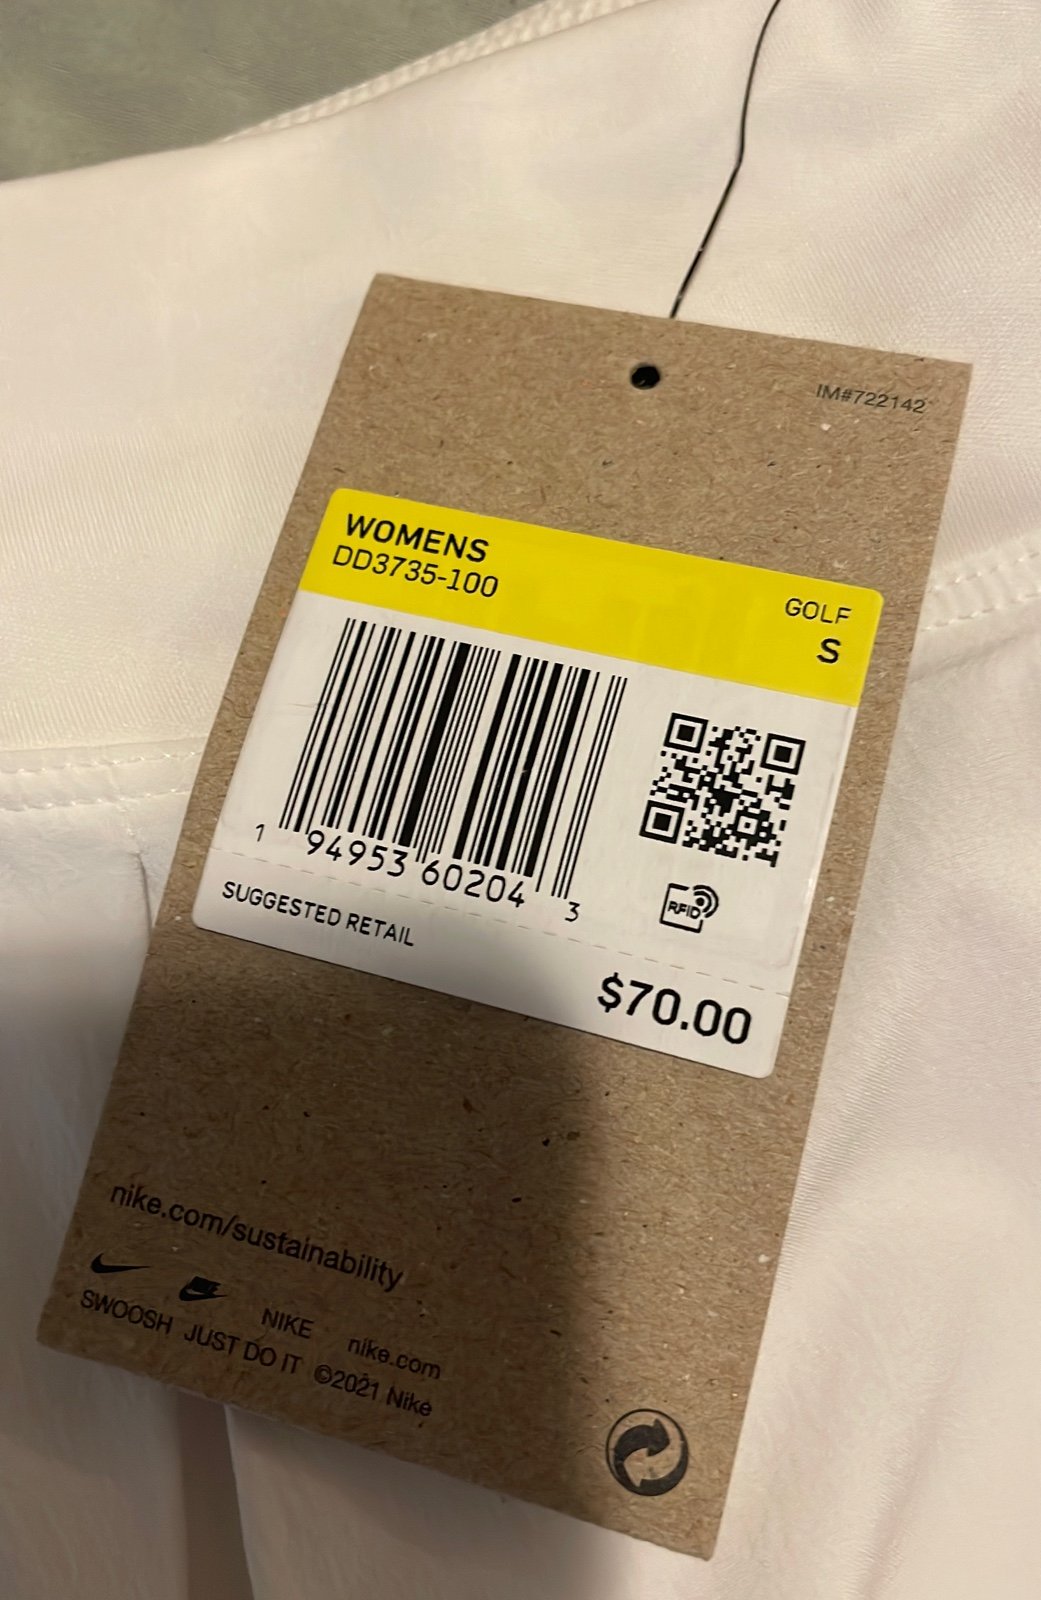 IM#722142
WOMENS
DD3735-100
GOLF
S
1 94953 60204 3
RFID
SUGGESTED RETAIL
$70.00
nike.com/sustainability
NIKE nike.com
SWOOSH JUST DO IT ©2021 Nike